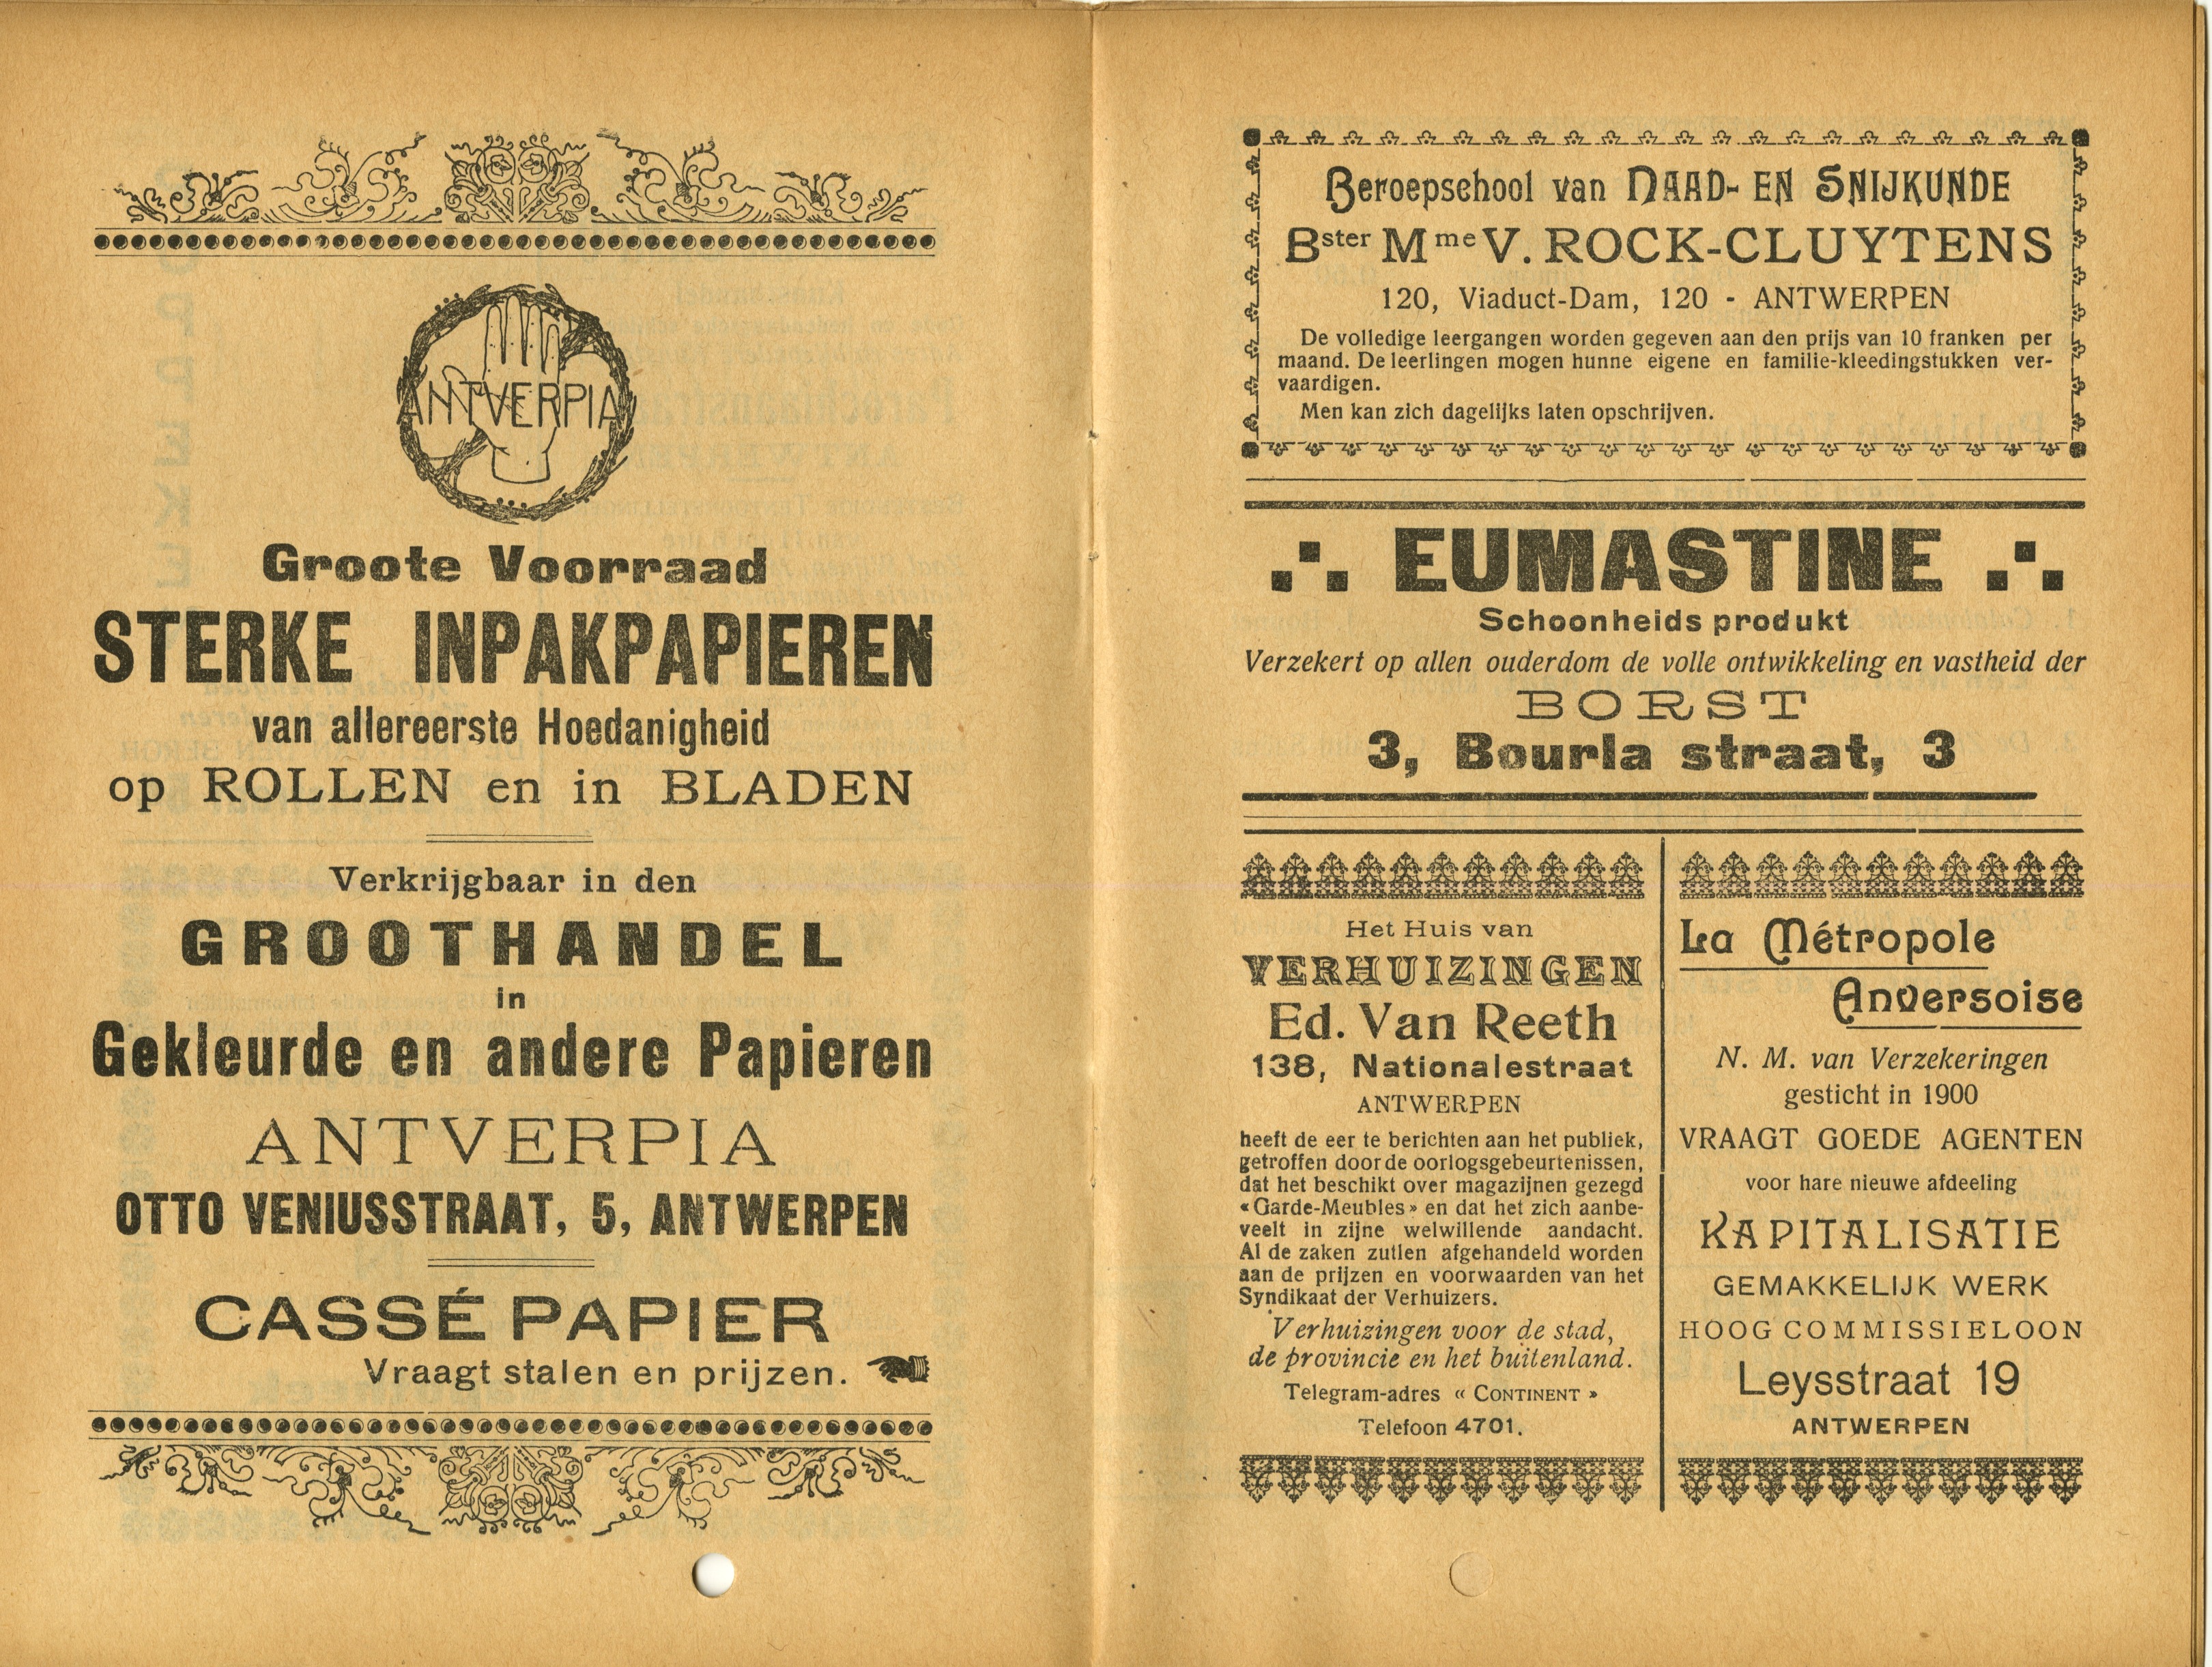 ANTVERPIA
Groote Voorraad
STERKE INPAKPAPIEREN
van allereerste Hoedanigheid
op ROLLEN en in BLADEN
Verkrijgbaar in den
GROOTHANDEL
in
Gekleurde en andere Papieren
ANTVERPIA
OTTO VENIUSSTRAAT, 5, ANTWERPEN
CASSÉ PAPIER
Vraagt stalen en prijzen.
Beroepschool van NAAD- EN SNIJKUNDE
Bster Mme V. ROCK-CLUYTENS
120, Viaduct-Dam, 120 - ANTWERPEN
De volledige leergangen worden gegeven aan den prijs van 10 franken per
maand. De leerlingen mogen hunne eigene en familie-kleedingstukken ver-
vaardigen.
Men kan zich dagelijks laten opschrijven.
EUMASTINE
Schoonheids produkt
Verzekert op allen ouderdom de volle ontwikkeling en vastheid der
BORST
3, Bourla straat, 3
Het Huis van
VERHUIZINGEN
Ed. Van Reeth
138, Nationalestraat
ANTWERPEN
heeft de eer te berichten aan het publiek,
getroffen door de oorlogsgebeurtenissen,
dat het beschikt over magazijnen gezegd
« Garde-Meubles » en dat het zich aanbe-
veelt in zijne welwillende aandacht.
Al de zaken zutlen afgehandeld worden
aan de prijzen en voorwaarden van het
Syndikaat der Verhuizers.
Verhuizingen voor de stad,
de provincie en het buitenland.
Telegram-adres « CONTINENT »
Telefoon 4701.
La Métropole
Anversoise
N. M. van Verzekeringen
gesticht in 1900
VRAAGT GOEDE AGENTEN
voor hare nieuwe afdeeling
KAPITALISATIE
GEMAKKELIJK WERK
HOOG COMMISSIELOON
Leysstraat 19
ANTWERPEN